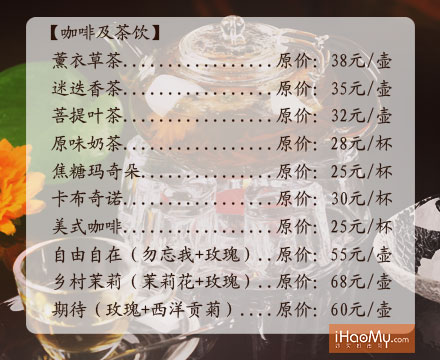 【咖啡及茶饮】
薰衣草茶..................原价：38元/壶
迷迭香茶..................原价：35元/壶
菩提叶茶..................原价：32元/壶
原味奶茶..................原价：28元/杯
焦糖玛奇朵................原价：25元/杯
卡布奇诺..................原价：30元/杯
美式咖啡..................原价：25元/杯
自由自在（勿忘我+玫瑰）..原价：55元/壶
乡村茉莉（茉莉花+玫瑰）..原价：68元/壶
期待（玫瑰+西洋贡菊）....原价：60元/壶
iHaoMy.com